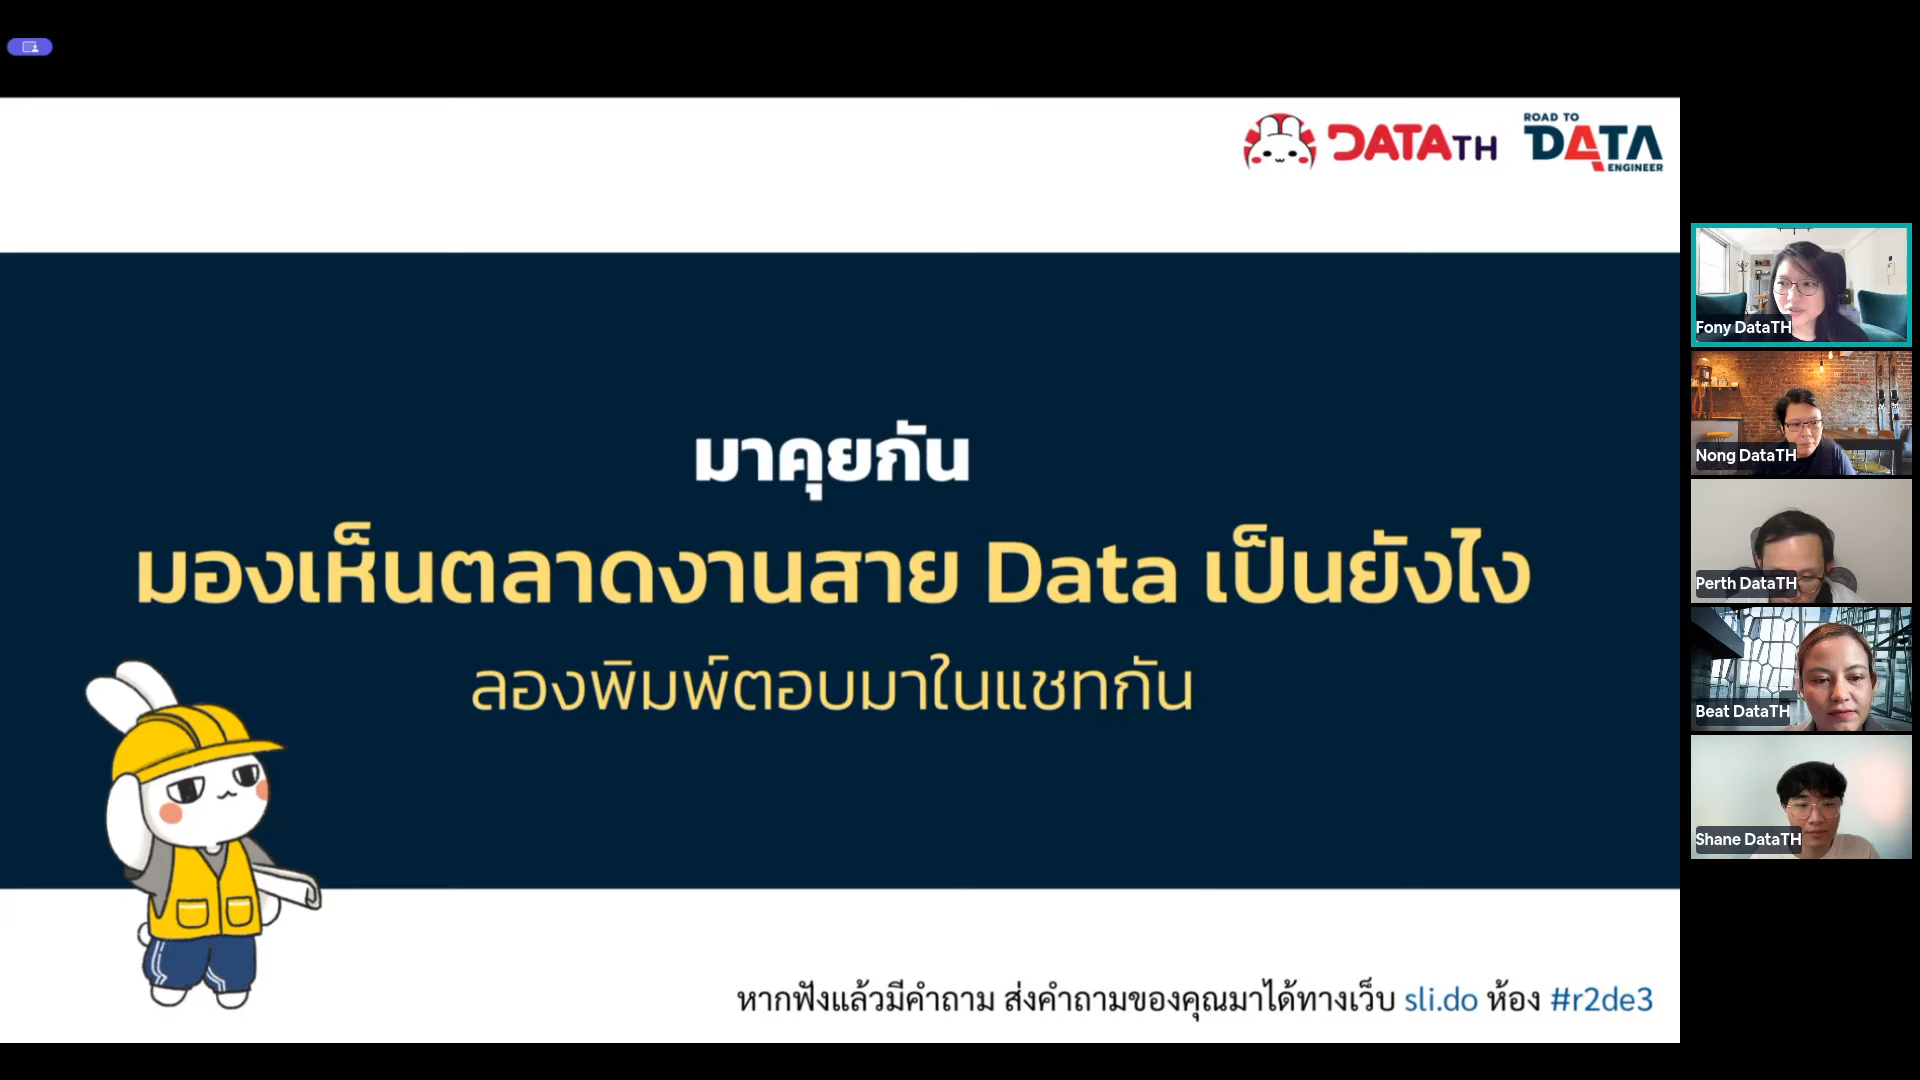 DATATH
ROAD TO
DATA
ENGINEER
มาคุยกัน
มองเห็นตลาดงานสาย Data เป็นยังไง
ลองพิมพ์ตอบมาในแชทกัน
หากฟังแล้วมีคำถาม ส่งคำถามของคุณมาได้ทางเว็บ sli.do ห้อง #r2de3
Fony DataTH
Nong DataTH
Perth DataTH
Beat DataTH
Shane DataTH